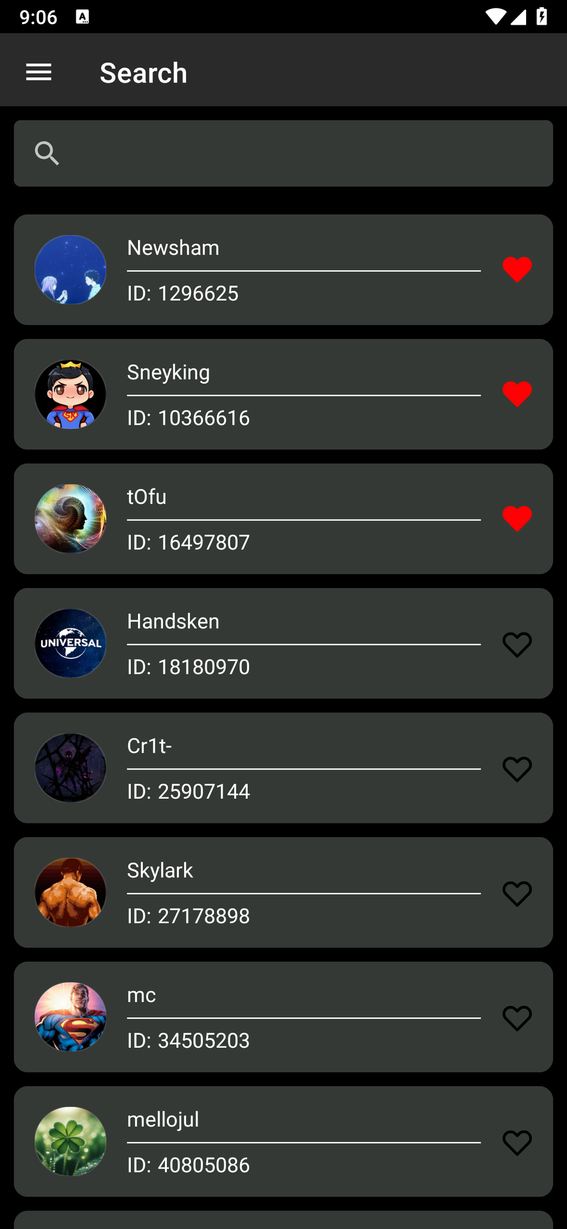 9:06
A
Search
Newsham
ID: 1296625
Sneyking
ID: 10366616
tOfu
ID: 16497807
UNIVERSAL
Handsken
ID: 18180970
Cr1t-
ID: 25907144
Skylark
ID: 27178898
mc
ID: 34505203
mellojul
ID: 40805086